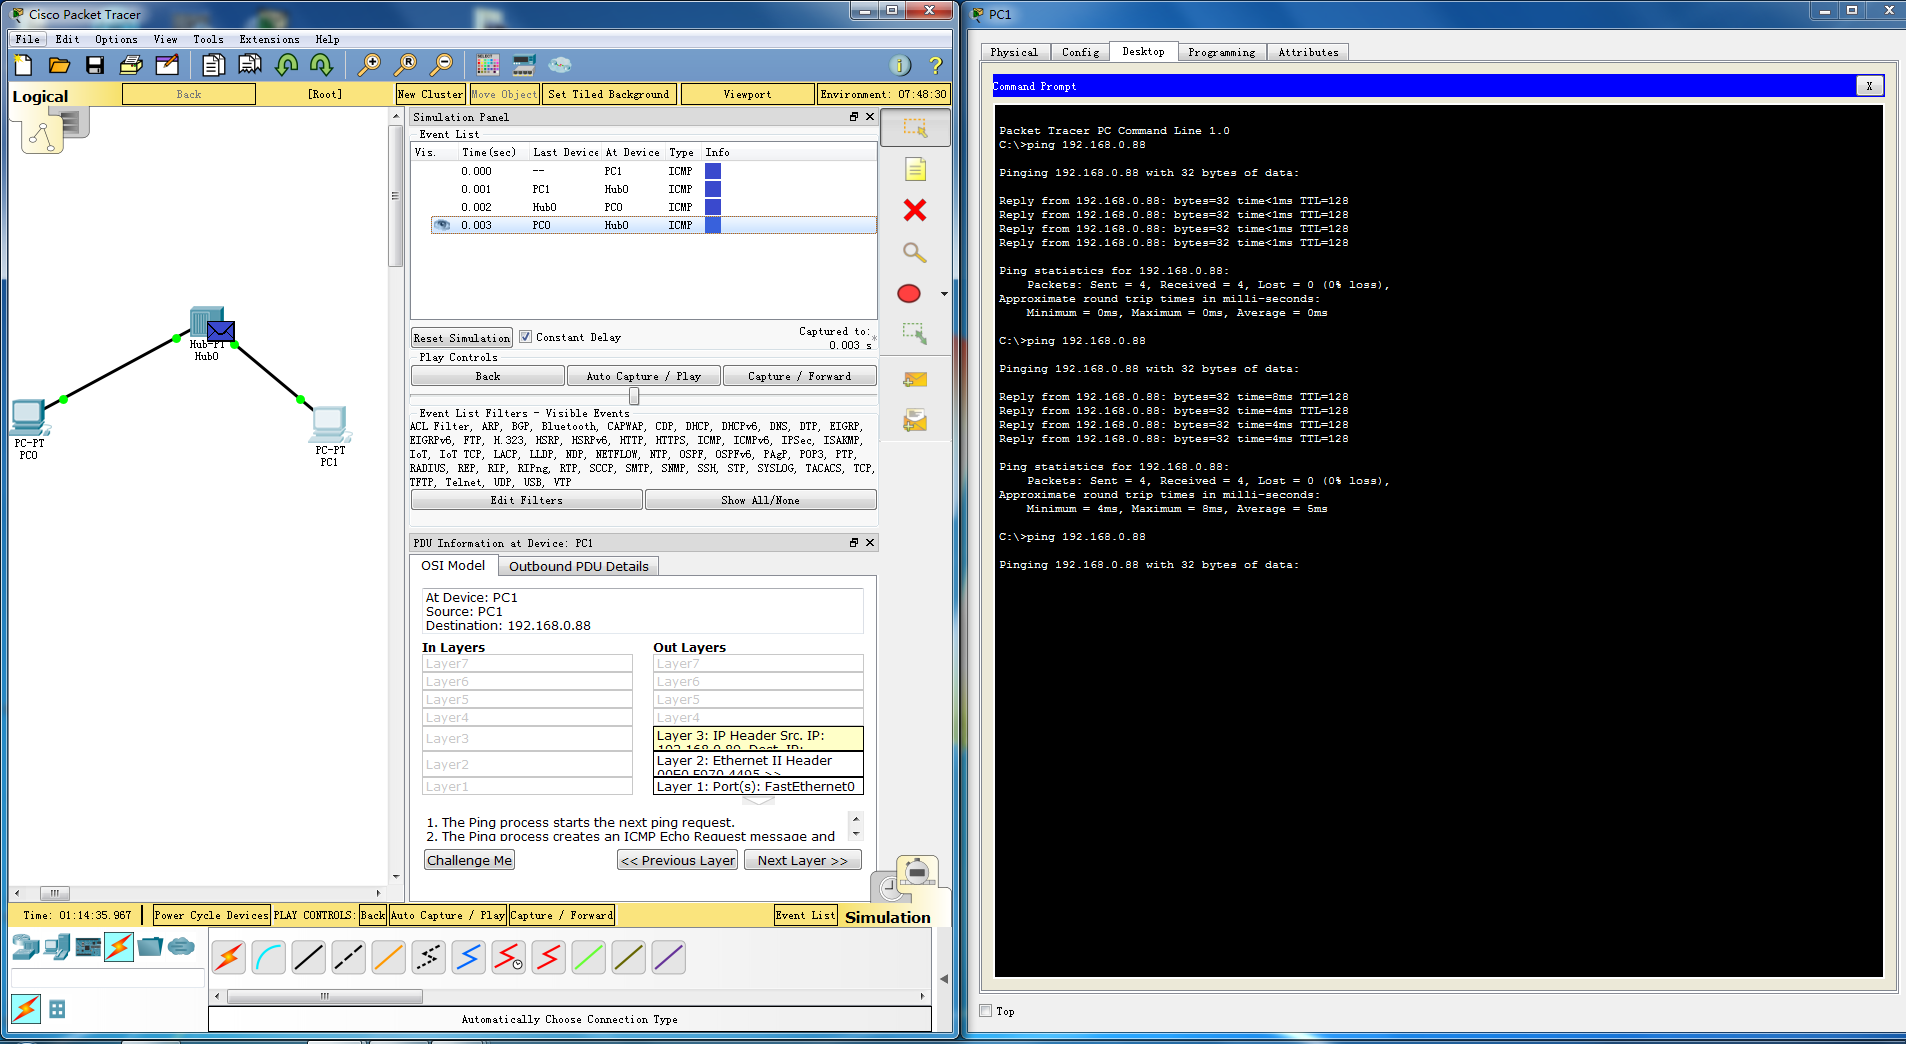 Cisco Packet Tracer
File Edit Options View Tools Extensions Help
Logical
Back
[Root]
New Cluster
Move Object
Set Tiled Background
Viewport
Environment: 07:48:30
Hub-PT
Hub0
PC-PT
PC0
PC-PT
PC1
Simulation Panel
Event List
Vis. Time(sec) Last Device At Device Type Info
0.000 -- PC1 ICMP
0.001 PC1 Hub0 ICMP
0.002 Hub0 PC0 ICMP
0.003 PC0 Hub0 ICMP
Reset Simulation
Constant Delay
Captured to:
0.003 s
Play Controls
Back
Auto Capture / Play
Capture / Forward
Event List Filters - Visible Events
ACL Filter, ARP, BGP, Bluetooth, CAPWAP, CDP, DHCP, DHCPv6, DNS, DTP, EIGRP,
EIGRPv6, FTP, H.323, HSRP, HSRPv6, HTTP, HTTPS, ICMP, ICMPv6, IPSec, ISAKMP,
IoT, IoT TCP, LACP, LLDP, NDP, NETFLOW, NTP, OSPF, OSPFv6, PAgP, POP3, PTP,
RADIUS, REP, RIP, RIPng, RTP, SCCP, SMTP, SNMP, SSH, STP, SYSLOG, TACACS, TCP,
TFTP, Telnet, UDP, USB, VTP
Edit Filters
Show All/None
PDU Information at Device: PC1
OSI Model
Outbound PDU Details
At Device: PC1
Source: PC1
Destination: 192.168.0.88
In Layers
Layer7
Layer6
Layer5
Layer4
Layer3
Layer2
Layer1
Out Layers
Layer7
Layer6
Layer5
Layer4
Layer 3: IP Header Src. IP:
Layer 2: Ethernet II Header
Layer 1: Port(s): FastEthernet0
1. The Ping process starts the next ping request.
2. The Ping process creates an ICMP Echo Request message and
Challenge Me
<< Previous Layer
Next Layer >>
Time: 01:14:35.967
Power Cycle Devices
PLAY CONTROLS:
Back
Auto Capture / Play
Capture / Forward
Event List
Simulation
Automatically Choose Connection Type
PC1
Physical Config Desktop Programming Attributes
Command Prompt
X
Packet Tracer PC Command Line 1.0
C:\>ping 192.168.0.88
Pinging 192.168.0.88 with 32 bytes of data:
Reply from 192.168.0.88: bytes=32 time<1ms TTL=128
Reply from 192.168.0.88: bytes=32 time<1ms TTL=128
Reply from 192.168.0.88: bytes=32 time<1ms TTL=128
Reply from 192.168.0.88: bytes=32 time<1ms TTL=128
Ping statistics for 192.168.0.88:
Packets: Sent = 4, Received = 4, Lost = 0 (0% loss),
Approximate round trip times in milli-seconds:
Minimum = 0ms, Maximum = 0ms, Average = 0ms
C:\>ping 192.168.0.88
Pinging 192.168.0.88 with 32 bytes of data:
Reply from 192.168.0.88: bytes=32 time=8ms TTL=128
Reply from 192.168.0.88: bytes=32 time=4ms TTL=128
Reply from 192.168.0.88: bytes=32 time=4ms TTL=128
Reply from 192.168.0.88: bytes=32 time=4ms TTL=128
Ping statistics for 192.168.0.88:
Packets: Sent = 4, Received = 4, Lost = 0 (0% loss),
Approximate round trip times in milli-seconds:
Minimum = 4ms, Maximum = 8ms, Average = 5ms
C:\>ping 192.168.0.88
Pinging 192.168.0.88 with 32 bytes of data:
Top